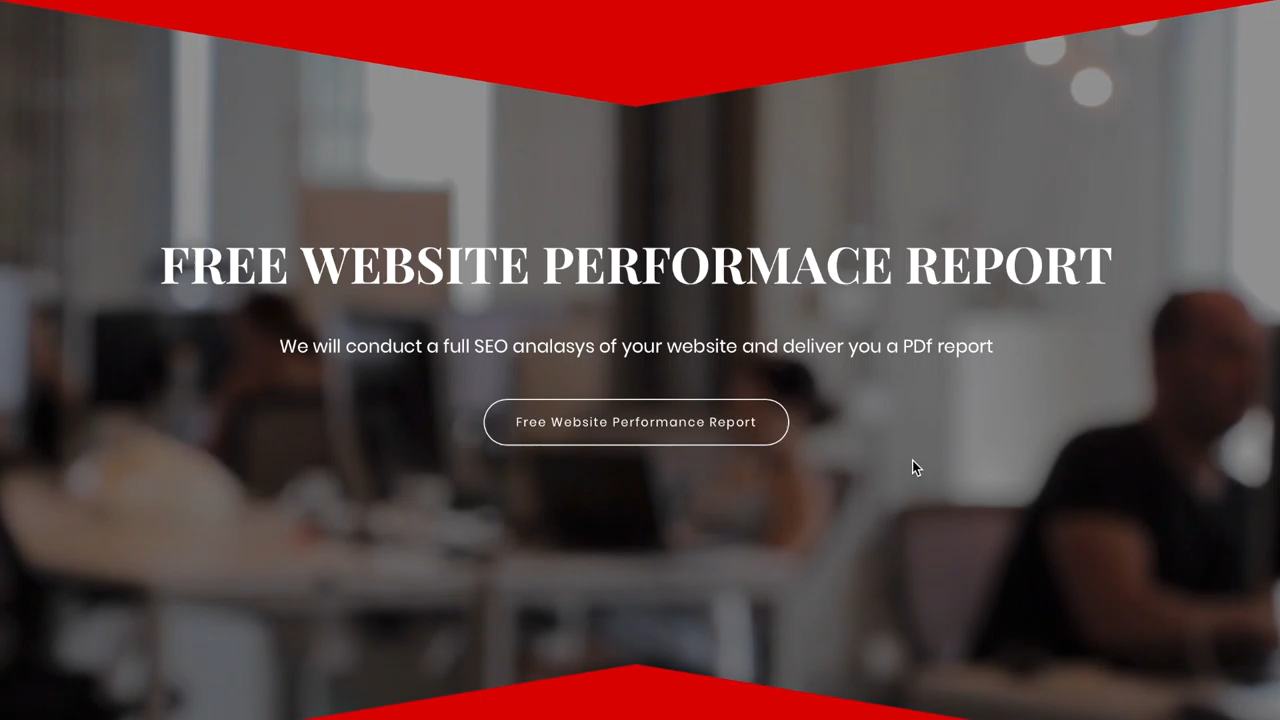 FREE WEBSITE PERFORMACE REPORT
We will conduct a full SEO analasys of your website and deliver you a PDf report
Free Website Performance Report